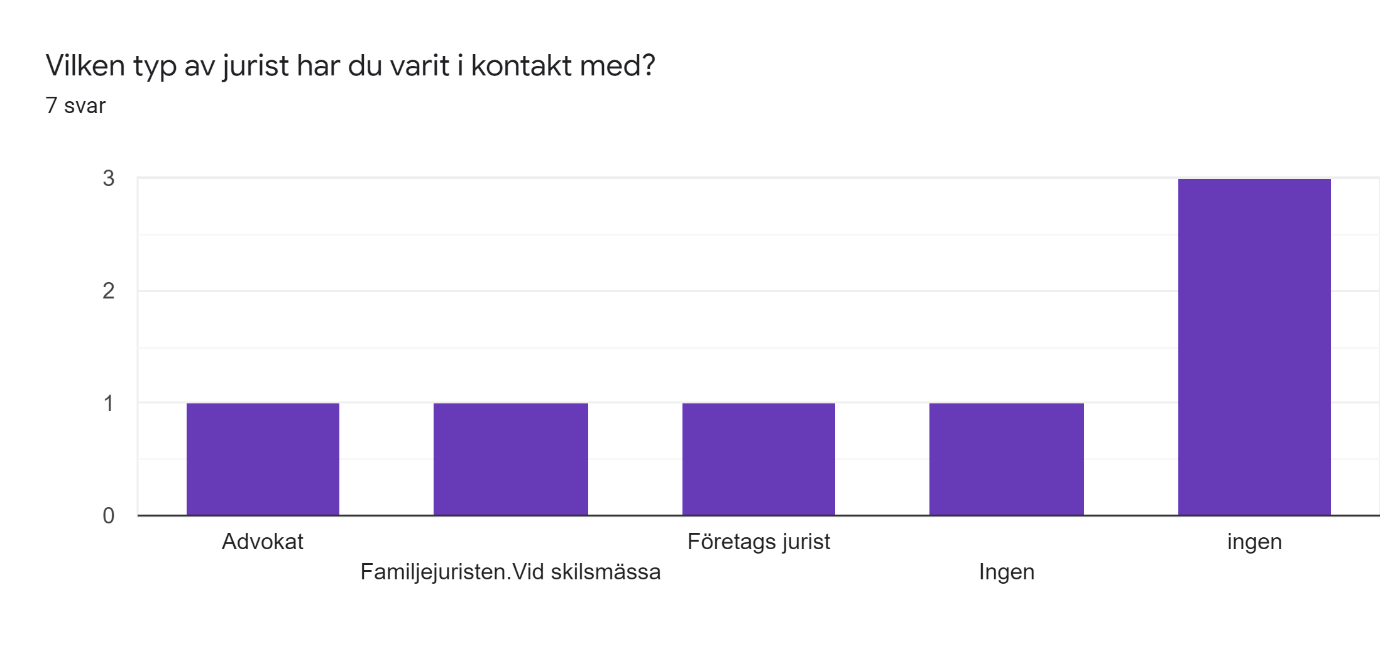 Vilken typ av jurist har du varit i kontakt med?
7 svar
3
2
1
0
Advokat
Familjejuristen.Vid skilsmässa
Företags jurist
Ingen
ingen